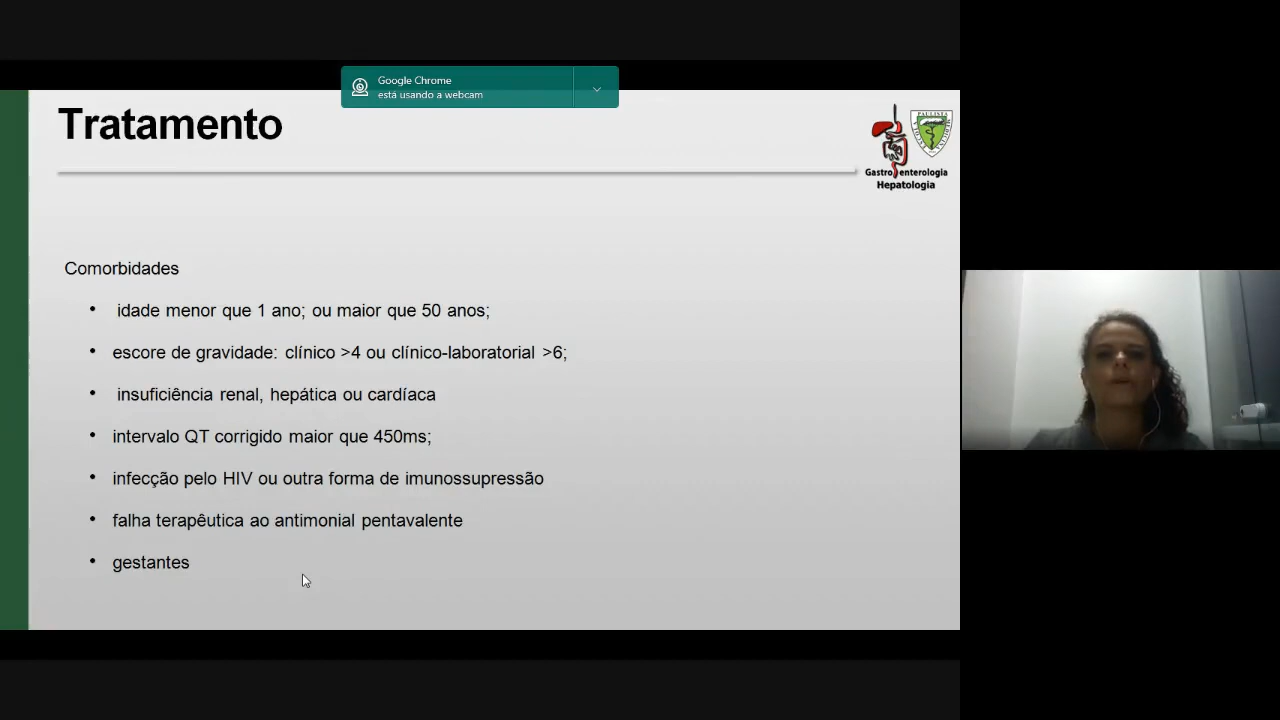 Google Chrome
está usando a webcam
Tratamento
Gastroenterologia
Hepatologia
Comorbidades
• idade menor que 1 ano; ou maior que 50 anos;
• escore de gravidade: clínico >4 ou clínico-laboratorial >6;
• insuficiência renal, hepática ou cardíaca
• intervalo QT corrigido maior que 450ms;
• infecção pelo HIV ou outra forma de imunossupressão
• falha terapêutica ao antimonial pentavalente
• gestantes